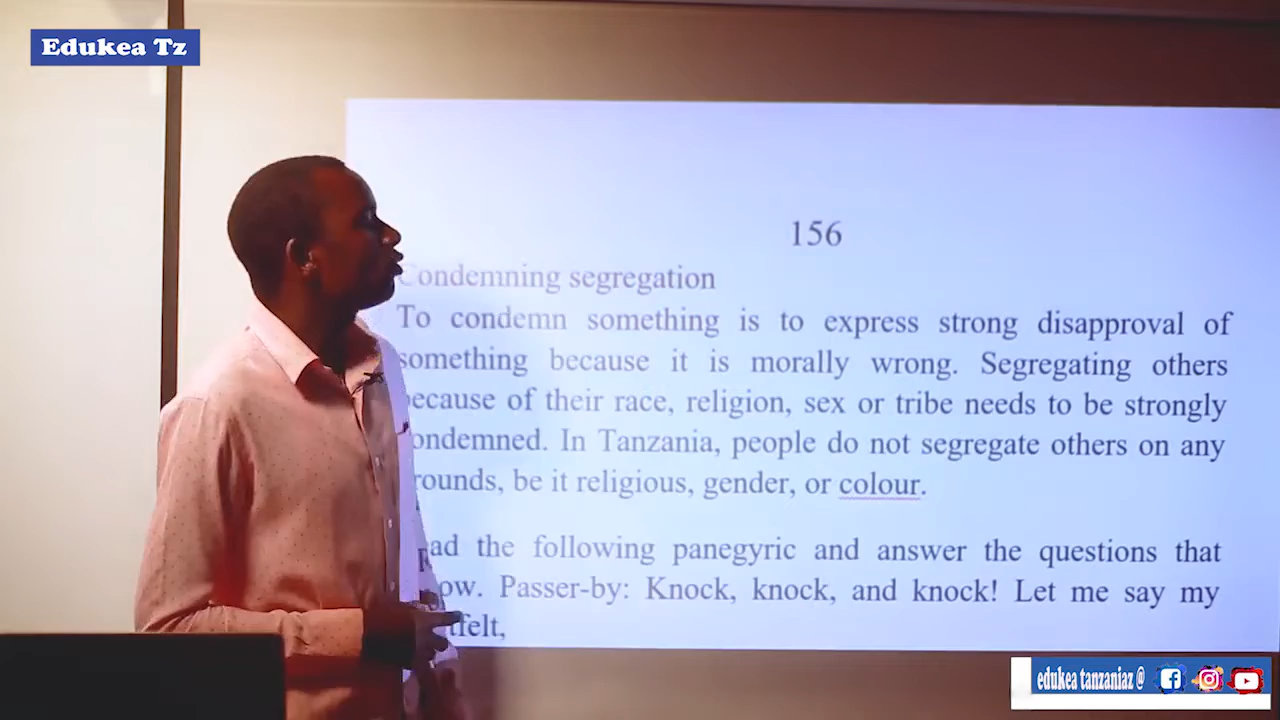 Edukea Tz
156
Condemning segregation
To condemn something is to express strong disapproval of
something because it is morally wrong. Segregating others
because of their race, religion, sex or tribe needs to be strongly
condemned. In Tanzania, people do not segregate others on any
grounds, be it religious, gender, or colour.
the following panegyric and answer the questions that
Passer-by: Knock, knock, and knock! Let me say my
edukea tanzaniaz @